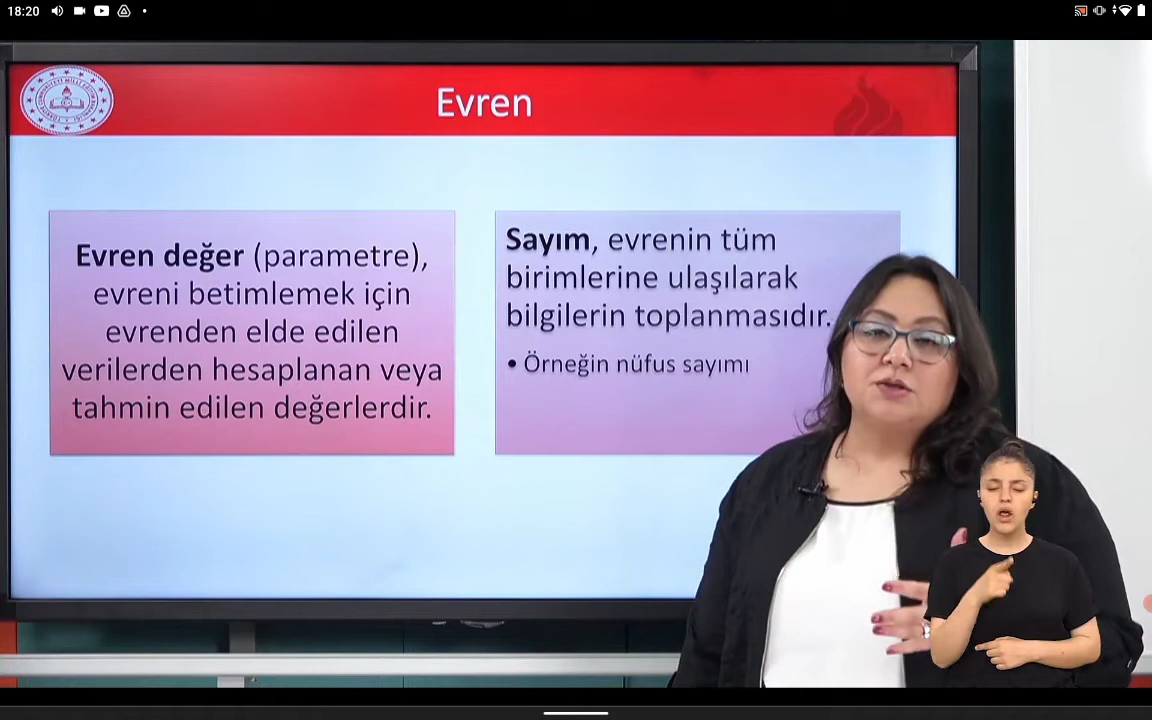 18:20
Evren
Evren değer (parametre),
evreni betimlemek için
evrenden elde edilen
verilerden hesaplanan veya
tahmin edilen değerlerdir.
Sayım, evrenin tüm
birimlerine ulaşılarak
bilgilerin toplanmasıdır.
• Örneğin nüfus sayımı